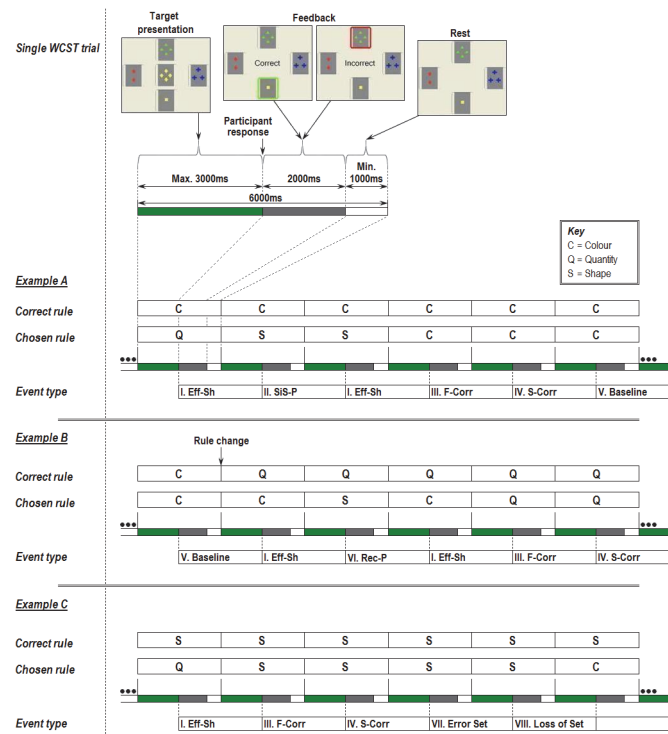 Target presentation
Feedback
Single WCST trial
Rest
Correct
Incorrect
Participant response
Max. 3000ms
2000ms
Min. 1000ms
6000ms
Key
C = Colour
Q = Quantity
S = Shape
Example A
Correct rule C C C C C C
Chosen rule Q S S C C C
••• •••
Event type I. Eff-Sh II. SiS-P I. Eff-Sh III. F-Corr IV. S-Corr V. Baseline
Example B
Rule change
Correct rule C Q Q Q Q Q
Chosen rule C C S C Q Q
••• •••
Event type V. Baseline I. Eff-Sh VI. Rec-P I. Eff-Sh III. F-Corr IV. S-Corr
Example C
Correct rule S S S S S S
Chosen rule Q S S S S C
••• •••
Event type I. Eff-Sh III. F-Corr IV. S-Corr VII. Error Set VIII. Loss of Set